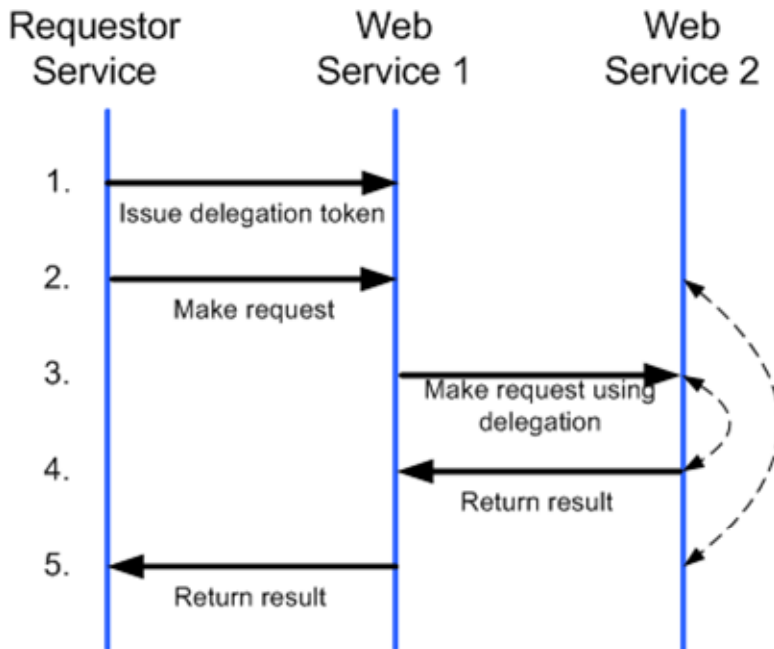 Requestor Service
Web Service 1
Web Service 2
1.
Issue delegation token
2.
Make request
3.
Make request using
delegation
4.
Return result
5.
Return result